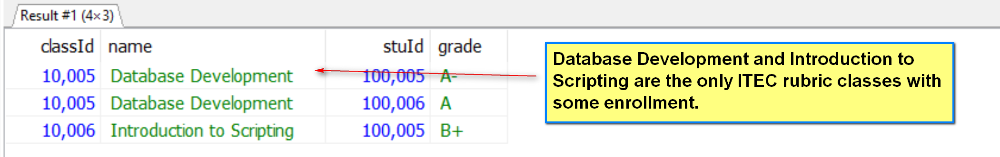 Result #1 (4×3)
classId name stuId grade
10,005 Database Development 100,005 A-
10,005 Database Development 100,006 A
10,006 Introduction to Scripting 100,005 B+
Database Development and Introduction to
Scripting are the only ITEC rubric classes with
some enrollment.